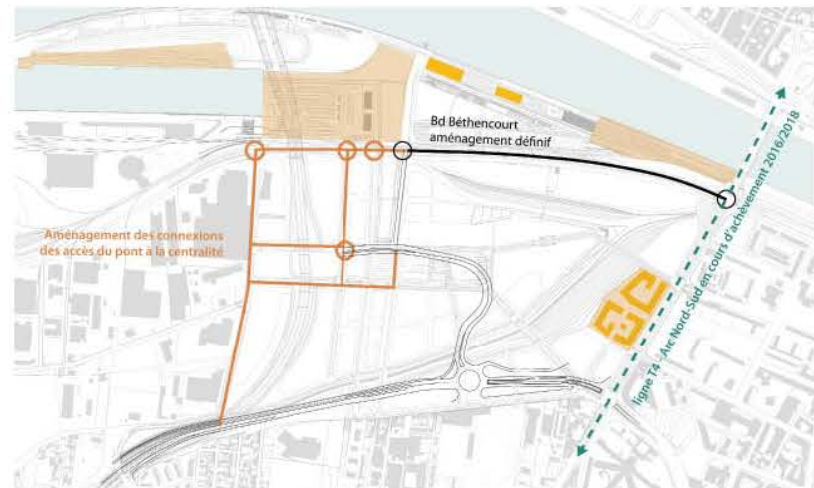 Bd Béthencourt
aménagement définif
Aménagement des connexions
des accès du pont à la centralité
ligne T4 - Arc Nord-Sud en cours d'achèvement 2016/2018